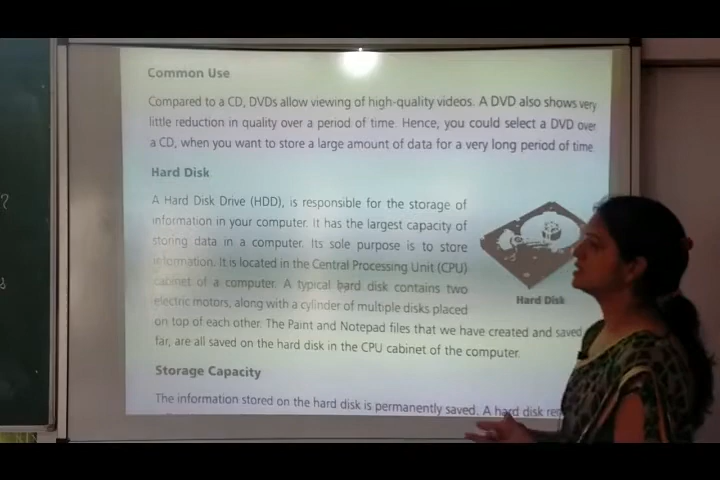 Common Use
Compared to a CD, DVDs allow viewing of high-quality videos. A DVD also shows very
little reduction in quality over a period of time. Hence, you could select a DVD over
a CD, when you want to store a large amount of data for a very long period of time.
Hard Disk
A Hard Disk Drive (HDD), is responsible for the storage of
information in your computer. It has the largest capacity of
storing data in a computer. Its sole purpose is to store
information. It is located in the Central Processing Unit (CPU)
cabinet of a computer. A typical hard disk contains two
electric motors, along with a cylinder of multiple disks placed
Hard Disk
on top of each other. The Paint and Notepad files that we have created and saved
far, are all saved on the hard disk in the CPU cabinet of the computer.
Storage Capacity
The information stored on the hard disk is permanently saved. A hard disk